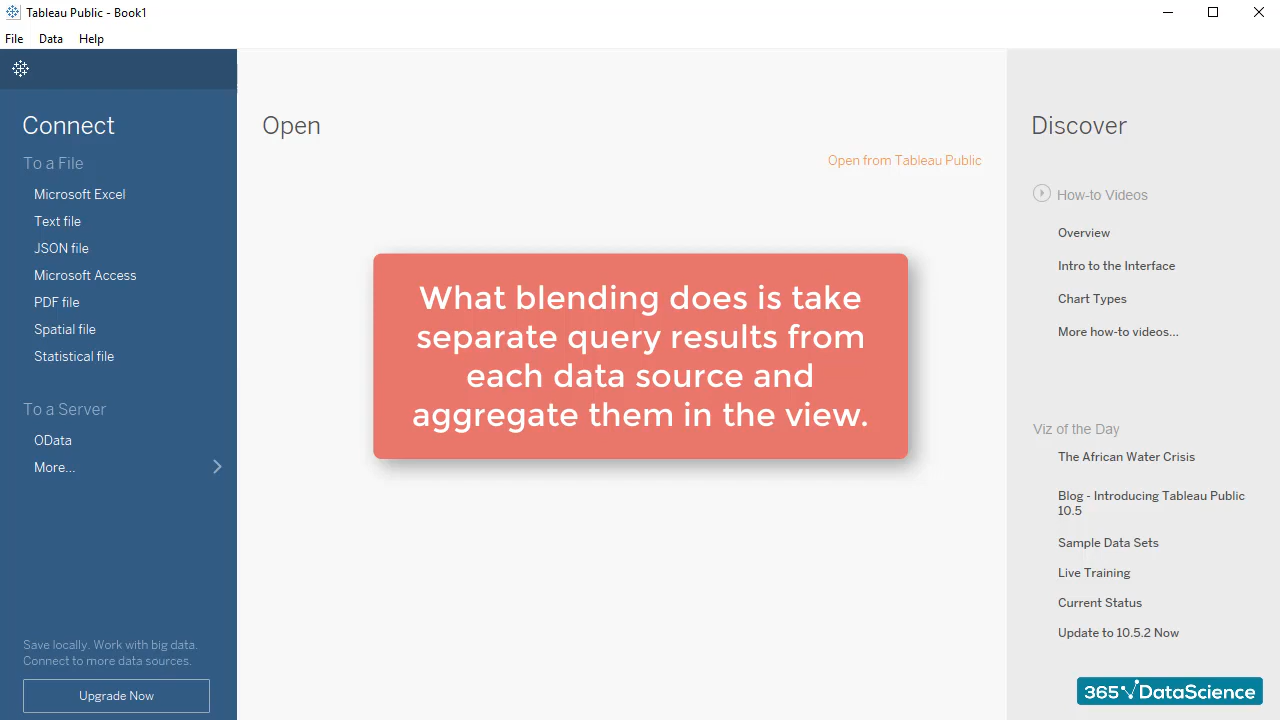 Tableau Public - Book1
File Data Help
Connect
To a File
Microsoft Excel
Text file
JSON file
Microsoft Access
PDF file
Spatial file
Statistical file
To a Server
OData
More...
Save locally. Work with big data.
Connect to more data sources.
Upgrade Now
Open
Open from Tableau Public
What blending does is take
separate query results from
each data source and
aggregate them in the view.
Discover
How-to Videos
Overview
Intro to the Interface
Chart Types
More how-to videos...
Viz of the Day
The African Water Crisis
Blog - Introducing Tableau Public
10.5
Sample Data Sets
Live Training
Current Status
Update to 10.5.2 Now
365 DataScience